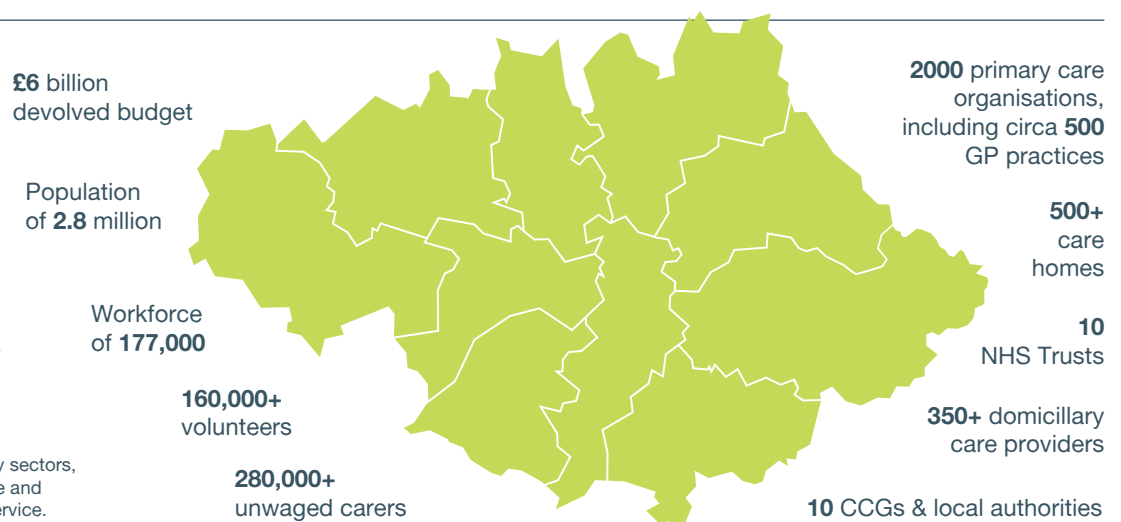 £6 billion
devolved budget
Population
of 2.8 million
Workforce
of 177,000
160,000+
volunteers
280,000+
unwaged carers
sectors,
and
2000 primary care
organisations,
including circa 500
GP practices
500+
care
homes
10
NHS Trusts
350+ domicillary
care providers
10 CCGs & local authorities